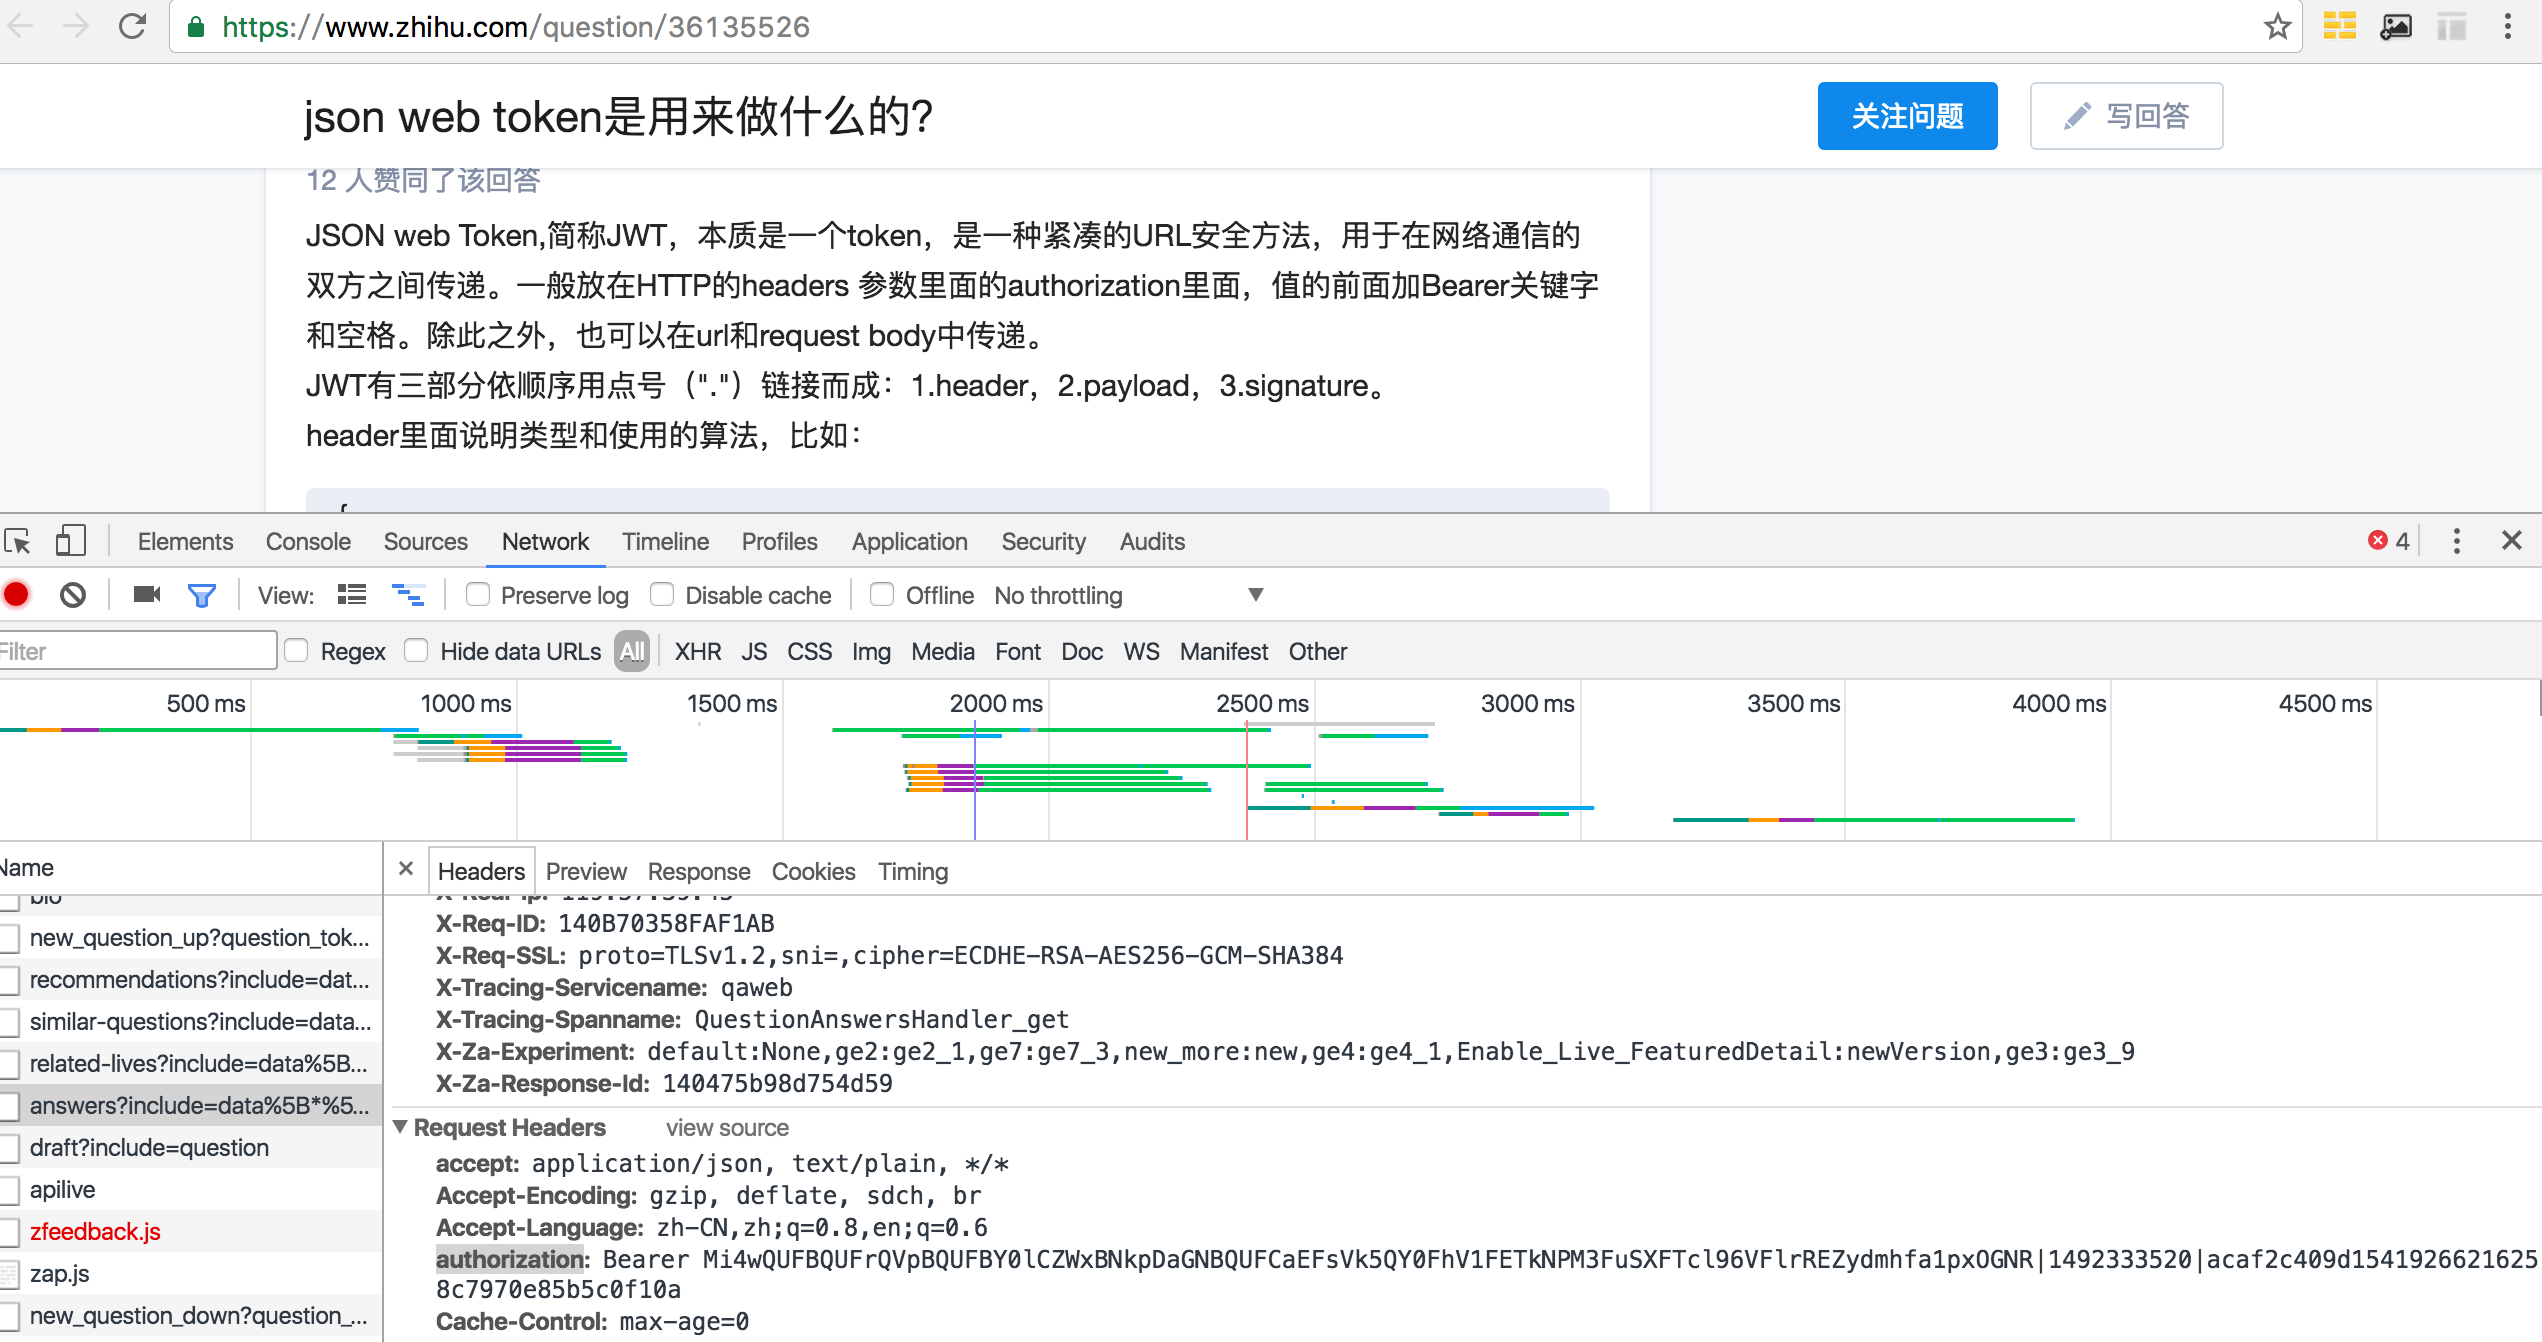 https://www.zhihu.com/question/36135526
json web token是用来做什么的?
关注问题
写回答
12 人赞同了该回答
JSON web Token,简称JWT，本质是一个token，是一种紧凑的URL安全方法，用于在网络通信的
双方之间传递。一般放在HTTP的headers 参数里面的authorization里面，值的前面加Bearer关键字
和空格。除此之外，也可以在url和request body中传递。
JWT有三部分依顺序用点号（"."）链接而成：1.header，2.payload，3.signature。
header里面说明类型和使用的算法，比如：
{
Elements Console Sources Network Timeline Profiles Application Security Audits 4
View: Preserve log Disable cache Offline No throttling
Filter Regex Hide data URLs All XHR JS CSS Img Media Font Doc WS Manifest Other
500 ms 1000 ms 1500 ms 2000 ms 2500 ms 3000 ms 3500 ms 4000 ms 4500 ms
Name
bio
new_question_up?question_tok...
recommendations?include=dat...
similar-questions?include=data...
related-lives?include=data%5B...
answers?include=data%5B*%5...
draft?include=question
apilive
zfeedback.js
zap.js
new_question_down?question_...
Headers Preview Response Cookies Timing
X-Req-ID: 140B70358FAF1AB
X-Req-SSL: proto=TLSv1.2,sni=,cipher=ECDHE-RSA-AES256-GCM-SHA384
X-Tracing-Servicename: qaweb
X-Tracing-Spanname: QuestionAnswersHandler_get
X-Za-Experiment: default:None,ge2:ge2_1,ge7:ge7_3,new_more:new,ge4:ge4_1,Enable_Live_FeaturedDetail:newVersion,ge3:ge3_9
X-Za-Response-Id: 140475b98d754d59
Request Headers view source
accept: application/json, text/plain, */*
Accept-Encoding: gzip, deflate, sdch, br
Accept-Language: zh-CN,zh;q=0.8,en;q=0.6
authorization: Bearer Mi4wQUFBQUFrQVpBQUFBY0lCZWxBNkpDaGNBQUFCaEFsVk5QY0FhV1FETkNPM3FuSXFTcl96VFlrREZydmhfa1pxOGNR|1492333520|acaf2c409d1541926621625
8c7970e85b5c0f10a
Cache-Control: max-age=0